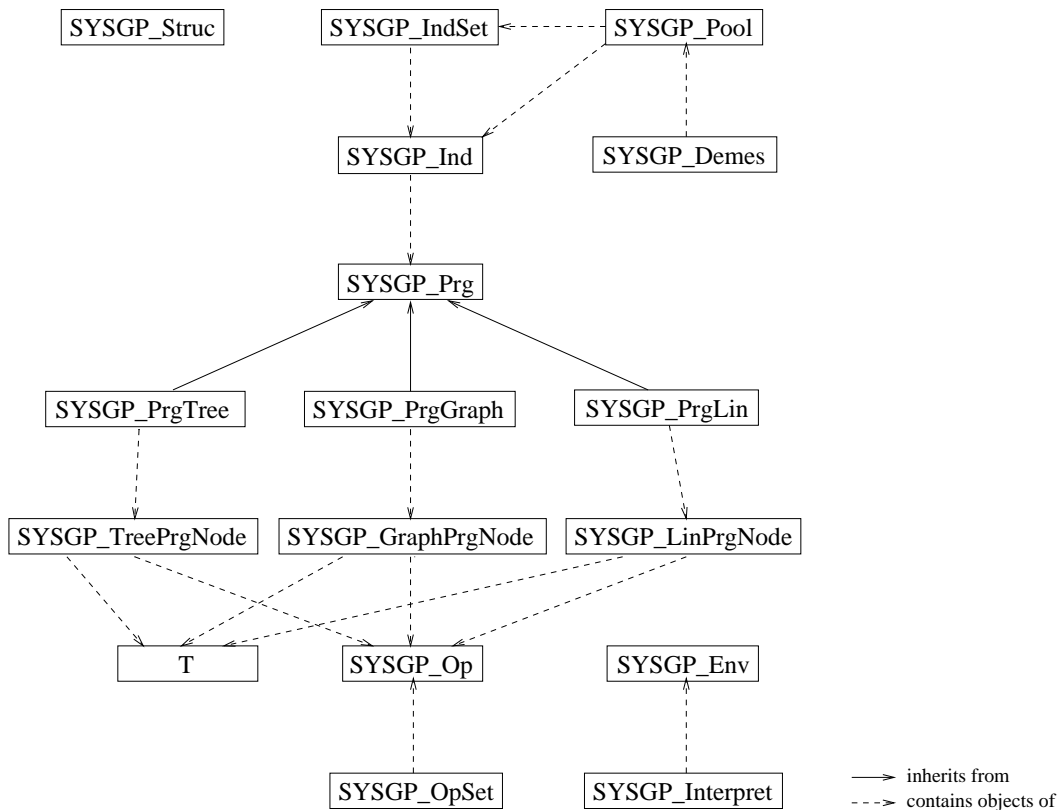 SYSGP_Struc
SYSGP_IndSet
SYSGP_Pool
SYSGP_Ind
SYSGP_Demes
SYSGP_Prg
SYSGP_PrgTree
SYSGP_PrgGraph
SYSGP_PrgLin
SYSGP_TreePrgNode
SYSGP_GraphPrgNode
SYSGP_LinPrgNode
T
SYSGP_Op
SYSGP_Env
SYSGP_OpSet
SYSGP_Interpret
inherits from
contains objects of